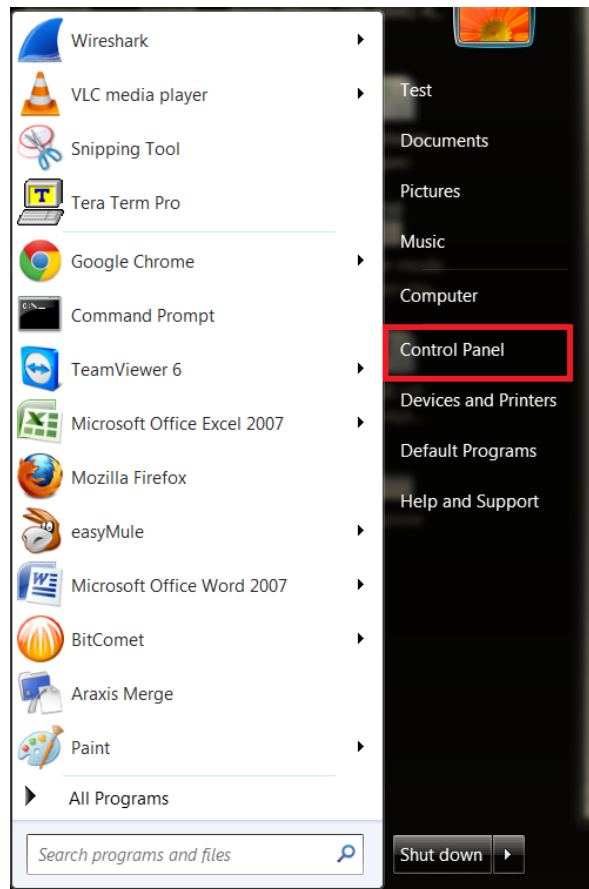 Wireshark
VLC media player
Snipping Tool
Tera Term Pro
Google Chrome
Command Prompt
TeamViewer 6
Microsoft Office Excel 2007
Mozilla Firefox
easyMule
Microsoft Office Word 2007
BitComet
Araxis Merge
Paint
All Programs
Search programs and files
Test
Documents
Pictures
Music
Computer
Control Panel
Devices and Printers
Default Programs
Help and Support
Shut down